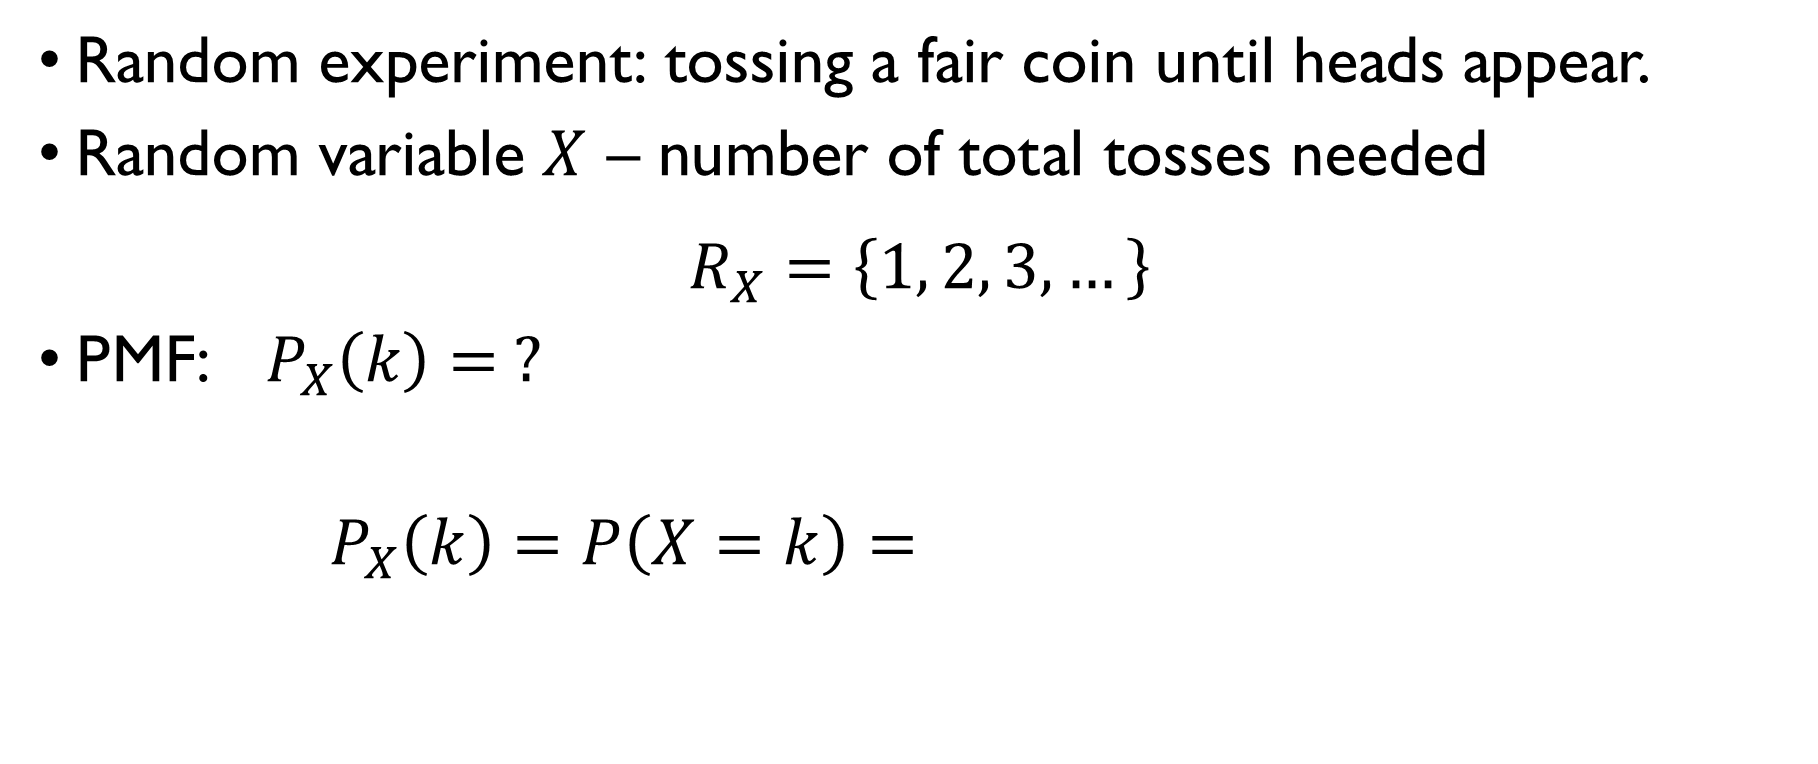 • Random experiment: tossing a fair coin until heads appear.
• Random variable X – number of total tosses needed
R_X = {1, 2, 3, … }
• PMF: P_X(k) = ?
P_X(k) = P(X = k) =